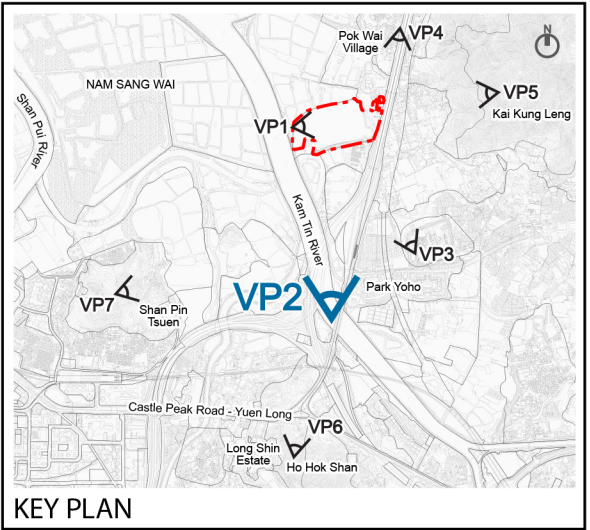 N
Pok Wai
Village
VP4
NAM SANG WAI
VP5
Kai Kung Leng
Shan Pui River
VP1
Kam Tin River
VP3
VP2
Park Yoho
VP7
Shan Pin
Tsuen
Castle Peak Road - Yuen Long
VP6
Long Shin
Estate
Ho Hok Shan
KEY PLAN